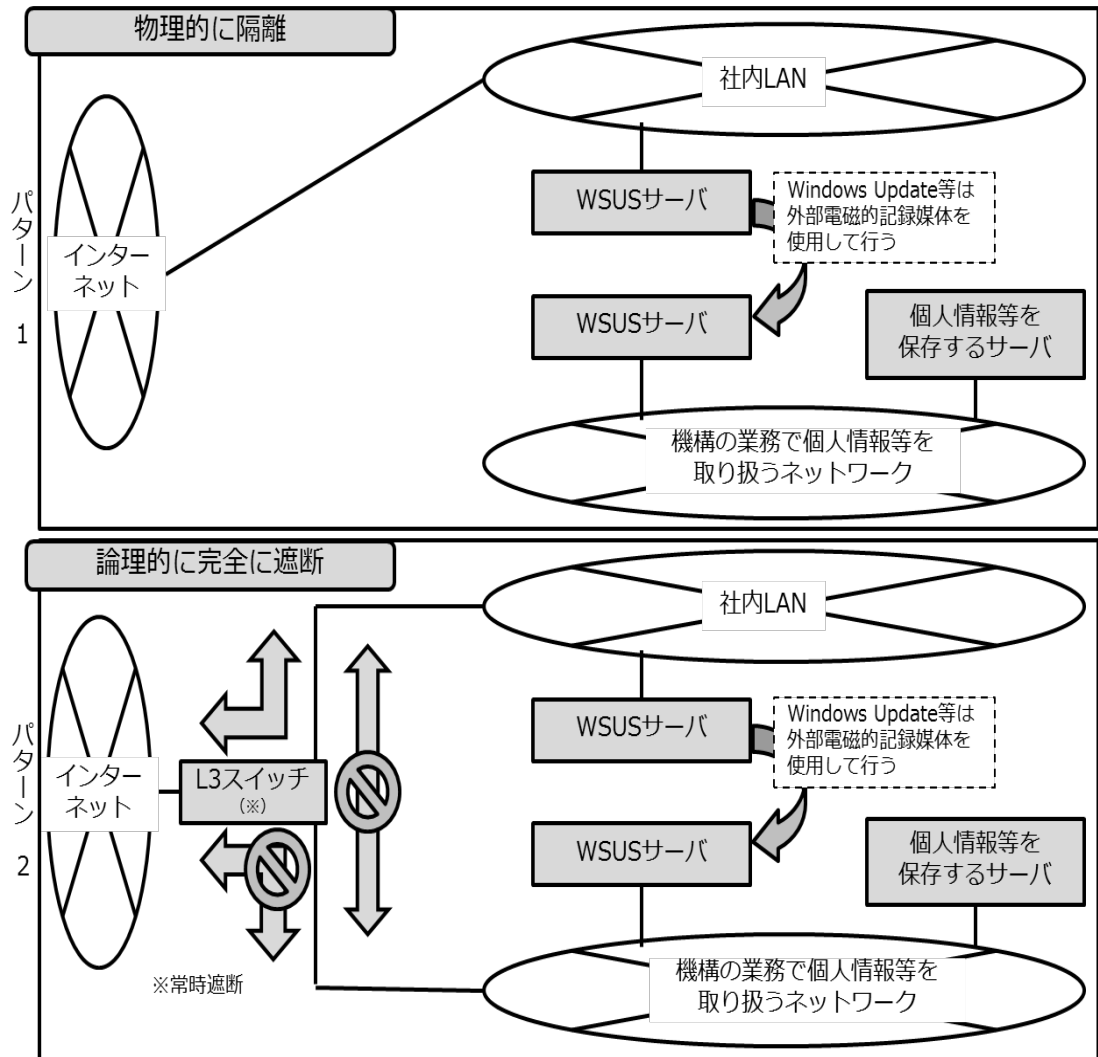 物理的に隔離
社内LAN
WSUSサーバ
Windows Update等は
外部電磁的記録媒体を
使用して行う
パターン 1
インター
ネット
WSUSサーバ
個人情報等を
保存するサーバ
機構の業務で個人情報等を
取り扱うネットワーク
論理的に完全に遮断
社内LAN
WSUSサーバ
Windows Update等は
外部電磁的記録媒体を
使用して行う
パターン 2
インター
ネット
L3スイッチ
（※）
WSUSサーバ
個人情報等を
保存するサーバ
※常時遮断
機構の業務で個人情報等を
取り扱うネットワーク